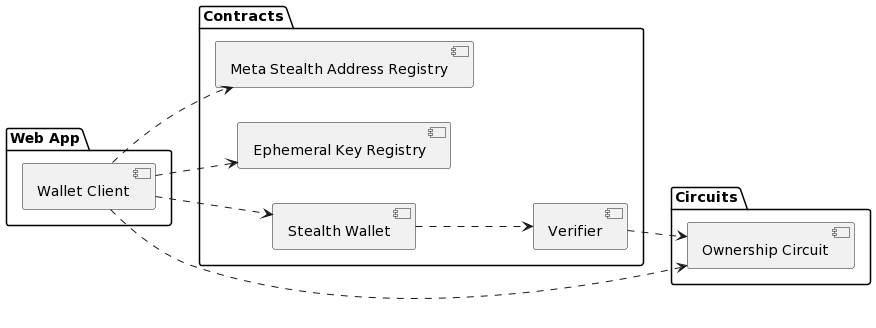 Contracts
Meta Stealth Address Registry
Ephemeral Key Registry
Web App
Wallet Client
Stealth Wallet
Verifier
Circuits
Ownership Circuit